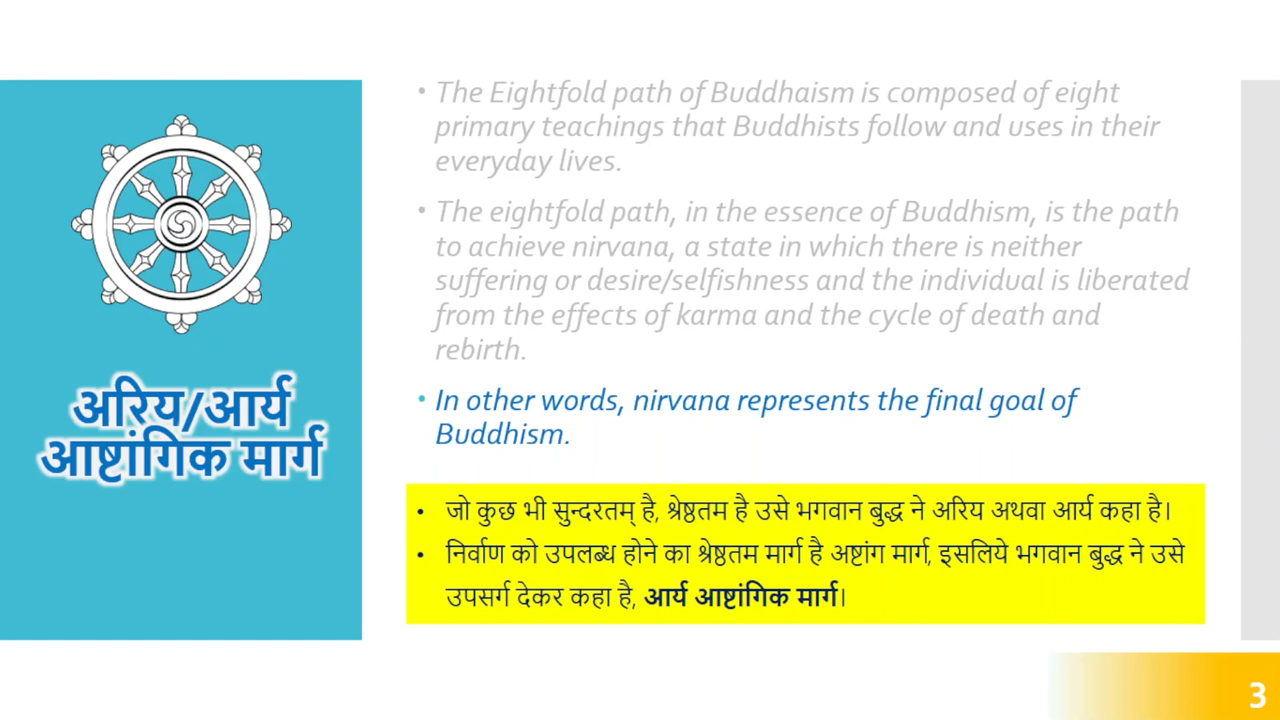 अरिय/आर्य
आष्टांगिक मार्ग
• The Eightfold path of Buddhaism is composed of eight
primary teachings that Buddhists follow and uses in their
everyday lives.
• The eightfold path, in the essence of Buddhism, is the path
to achieve nirvana, a state in which there is neither
suffering or desire/selfishness and the individual is liberated
from the effects of karma and the cycle of death and
rebirth.
• In other words, nirvana represents the final goal of
Buddhism.
• जो कुछ भी सुन्दरतम् है, श्रेष्ठतम है उसे भगवान बुद्ध ने अरिय अथवा आर्य कहा है।
• निर्वाण को उपलब्ध होने का श्रेष्ठतम मार्ग है अष्टांग मार्ग, इसलिये भगवान बुद्ध ने उसे
उपसर्ग देकर कहा है, आर्य आष्टांगिक मार्ग।
3